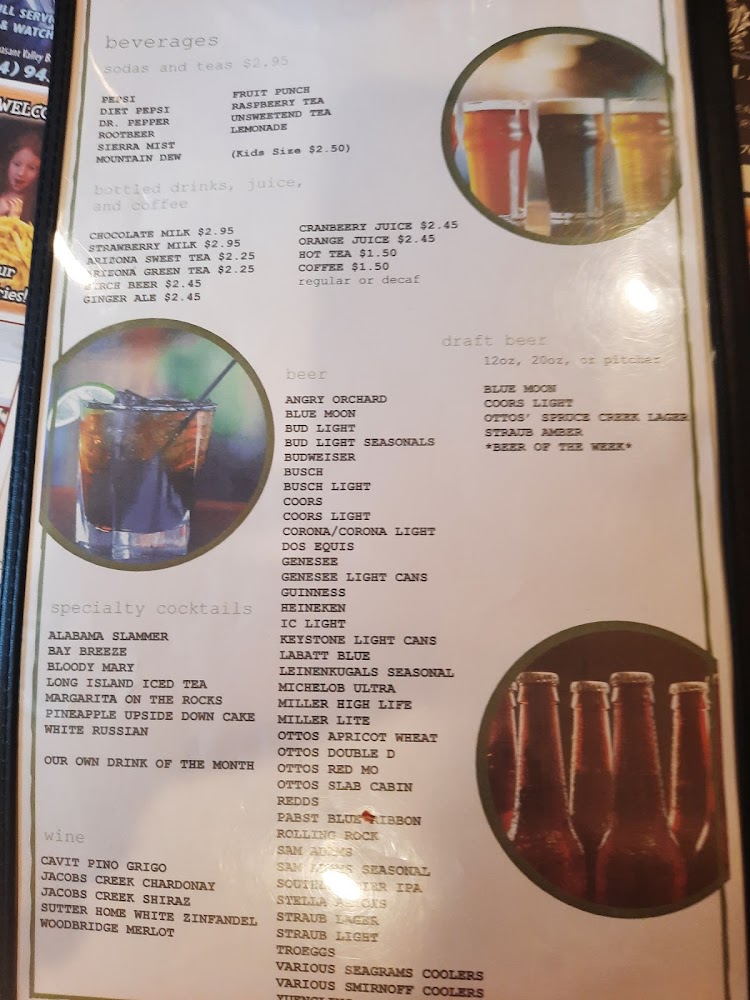 & WATCH
WELCO
beverages
sodas and teas $2.95
PEPSI
DIET PEPSI
DR. PEPPER
ROOTBEER
SIERRA MIST
MOUNTAIN DEW
FRUIT PUNCH
RASPBEERY TEA
UNSWEETEND TEA
LEMONADE
(Kids Size $2.50)
bottled drinks, juice,
and coffee
CHOCOLATE MILK $2.95
STRAWBERRY MILK $2.95
ARIZONA SWEET TEA $2.25
ARIZONA GREEN TEA $2.25
BIRCH BEER $2.45
GINGER ALE $2.45
CRANBEERY JUICE $2.45
ORANGE JUICE $2.45
HOT TEA $1.50
COFFEE $1.50
regular or decaf
draft beer
12oz, 20oz, or pitcher
BLUE MOON
COORS LIGHT
OTTOS' SPRUCE CREEK LAGER
STRAUB AMBER
*BEER OF THE WEEK*
beer
ANGRY ORCHARD
BLUE MOON
BUD LIGHT
BUD LIGHT SEASONALS
BUDWEISER
BUSCH
BUSCH LIGHT
COORS
COORS LIGHT
CORONA/CORONA LIGHT
DOS EQUIS
GENESEE
GENESEE LIGHT CANS
GUINNESS
HEINEKEN
IC LIGHT
KEYSTONE LIGHT CANS
LABATT BLUE
LEINENKUGALS SEASONAL
MICHELOB ULTRA
MILLER HIGH LIFE
MILLER LITE
OTTOS APRICOT WHEAT
OTTOS DOUBLE D
OTTOS RED MO
OTTOS SLAB CABIN
REDDS
PABST BLUE RIBBON
ROLLING ROCK
SAM ADAMS
SAM ADAMS SEASONAL
SOUTHERN TIER IPA
STELLA ARTOIS
STRAUB LAGER
STRAUB LIGHT
TROEGGS
VARIOUS SEAGRAMS COOLERS
VARIOUS SMIRNOFF COOLERS
YUENGLING
specialty cocktails
ALABAMA SLAMMER
BAY BREEZE
BLOODY MARY
LONG ISLAND ICED TEA
MARGARITA ON THE ROCKS
PINEAPPLE UPSIDE DOWN CAKE
WHITE RUSSIAN
OUR OWN DRINK OF THE MONTH
wine
CAVIT PINO GRIGO
JACOBS CREEK CHARDONAY
JACOBS CREEK SHIRAZ
SUTTER HOME WHITE ZINFANDEL
WOODBRIDGE MERLOT